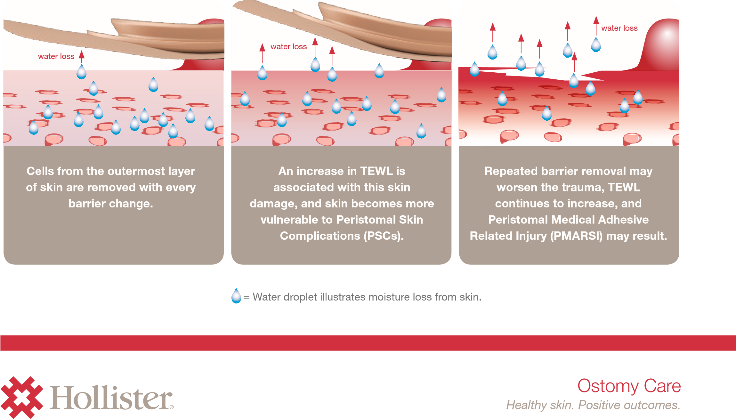 water loss
water loss
water loss
Cells from the outermost layer
of skin are removed with every
barrier change.
An increase in TEWL is
associated with this skin
damage, and skin becomes more
vulnerable to Peristomal Skin
Complications (PSCs).
Repeated barrier removal may
worsen the trauma, TEWL
continues to increase, and
Peristomal Medical Adhesive
Related Injury (PMARSI) may result.
= Water droplet illustrates moisture loss from skin.
Hollister®
Ostomy Care
Healthy skin. Positive outcomes.